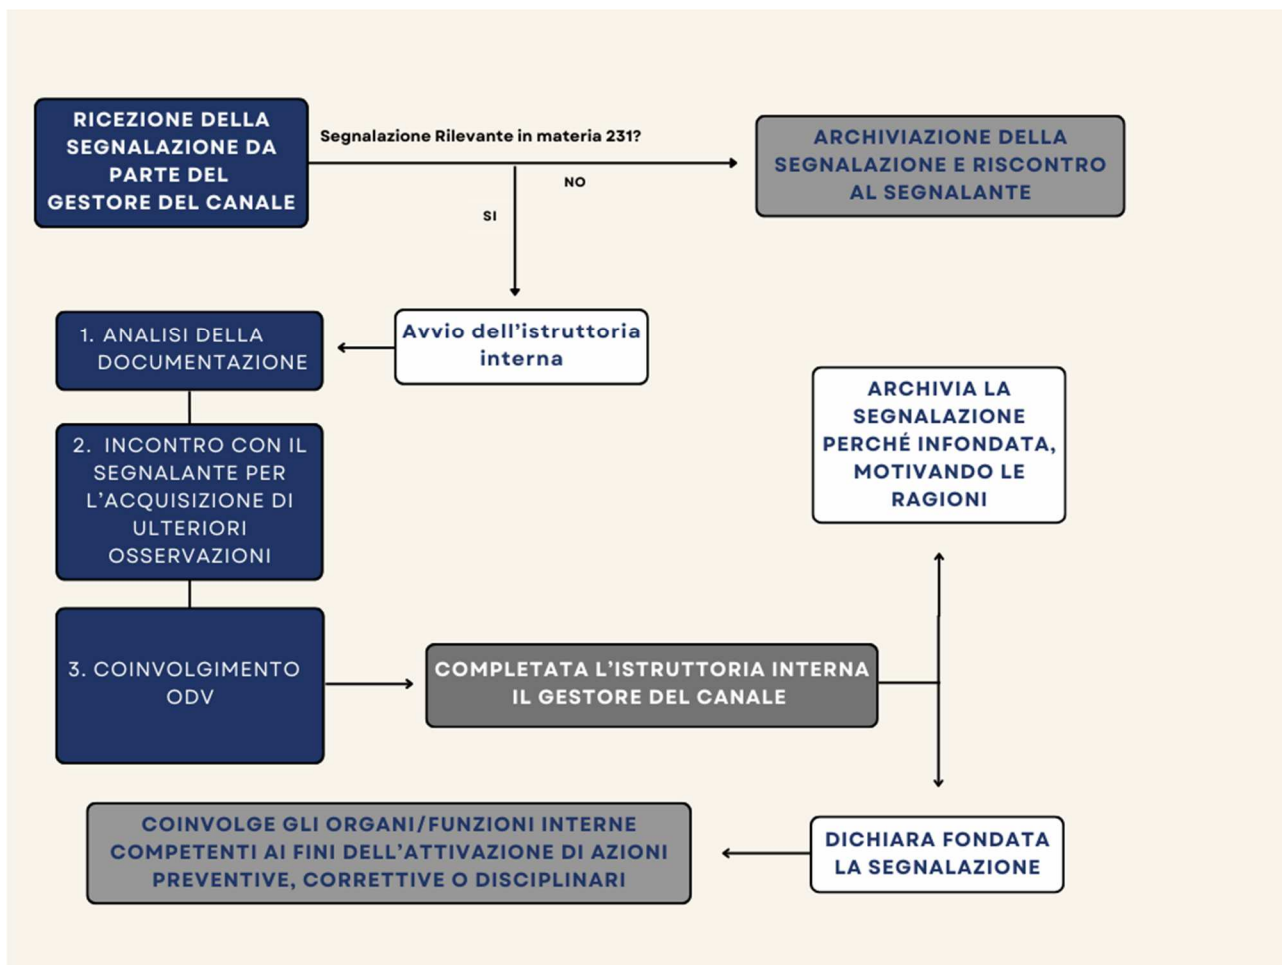 RICEZIONE DELLA
SEGNALAZIONE DA
PARTE DEL
GESTORE DEL CANALE
Segnalazione Rilevante in materia 231?
NO
SI
ARCHIVIAZIONE DELLA
SEGNALAZIONE E RISCONTRO
AL SEGNALANTE
Avvio dell'istruttoria
interna
1. ANALISI DELLA
DOCUMENTAZIONE
2. INCONTRO CON IL
SEGNALANTE PER
L'ACQUISIZIONE DI
ULTERIORI
OSSERVAZIONI
3. COINVOLGIMENTO
ODV
COMPLETATA L'ISTRUTTORIA INTERNA
IL GESTORE DEL CANALE
ARCHIVIA LA
SEGNALAZIONE
PERCHÉ INFONDATA,
MOTIVANDO LE
RAGIONI
DICHIARA FONDATA
LA SEGNALAZIONE
COINVOLGE GLI ORGANI/FUNZIONI INTERNE
COMPETENTI AI FINI DELL'ATTIVAZIONE DI AZIONI
PREVENTIVE, CORRETTIVE O DISCIPLINARI